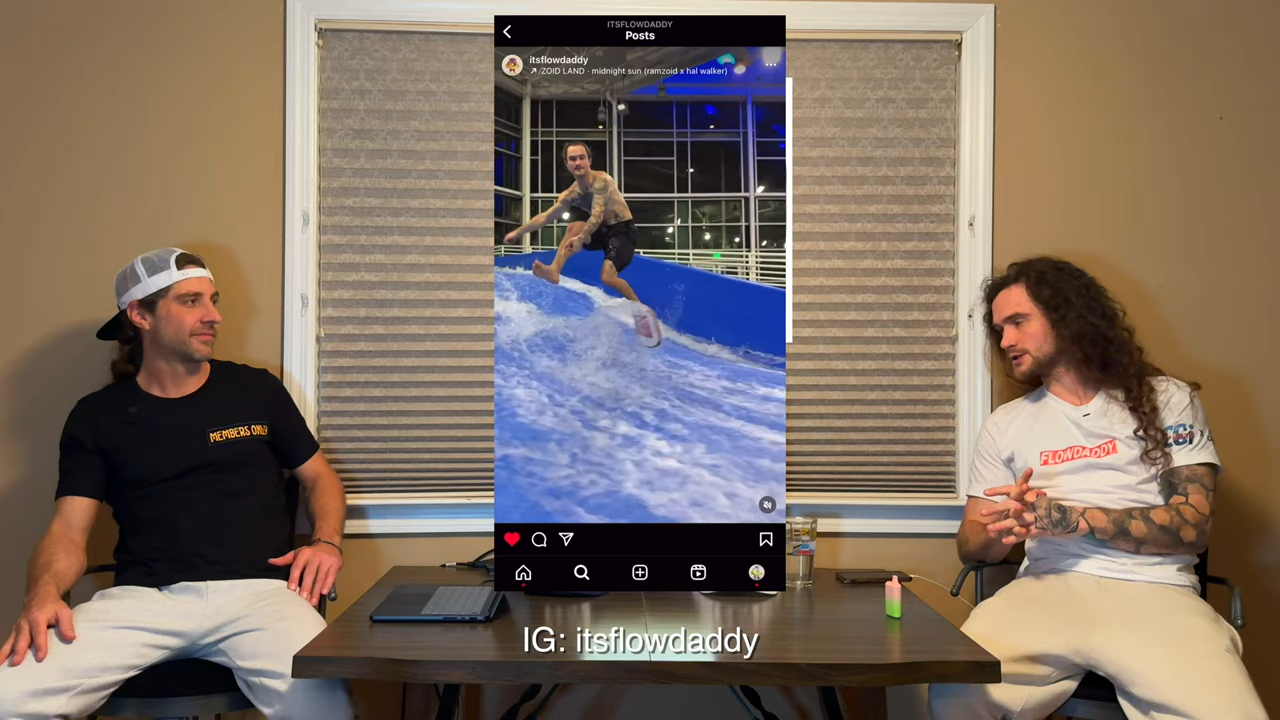 ITSFLOWDADDY
Posts
itsflowdaddy
ZOID LAND · midnight sun (ramzoid x hal walker)
MEMBERS ONLY
FLOWDADDY
IG: itsflowdaddy